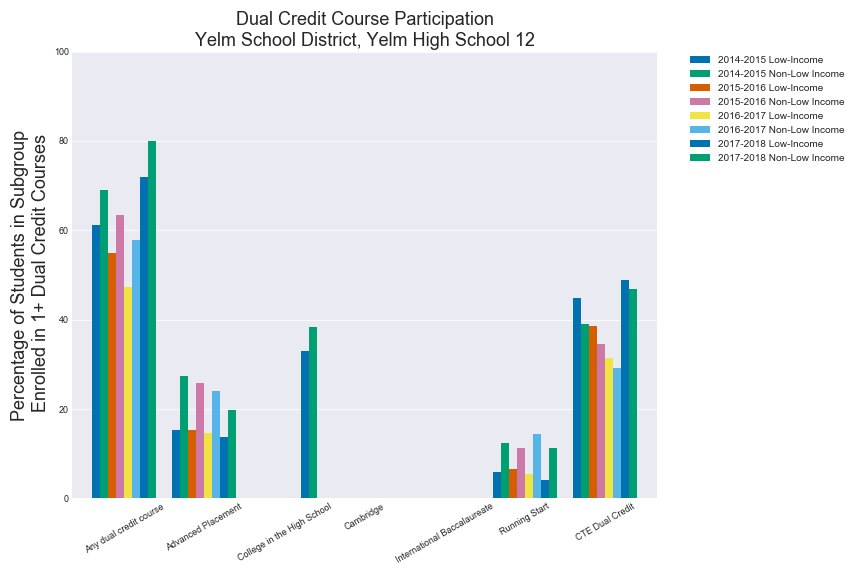 Dual Credit Course Participation
Yelm School District, Yelm High School 12
Percentage of Students in Subgroup
Enrolled in 1+ Dual Credit Courses
100
80
60
40
20
0
Any dual credit course
Advanced Placement
College in the High School
Cambridge
International Baccalaureate
Running Start
CTE Dual Credit
2014-2015 Low-Income
2014-2015 Non-Low Income
2015-2016 Low-Income
2015-2016 Non-Low Income
2016-2017 Low-Income
2016-2017 Non-Low Income
2017-2018 Low-Income
2017-2018 Non-Low Income